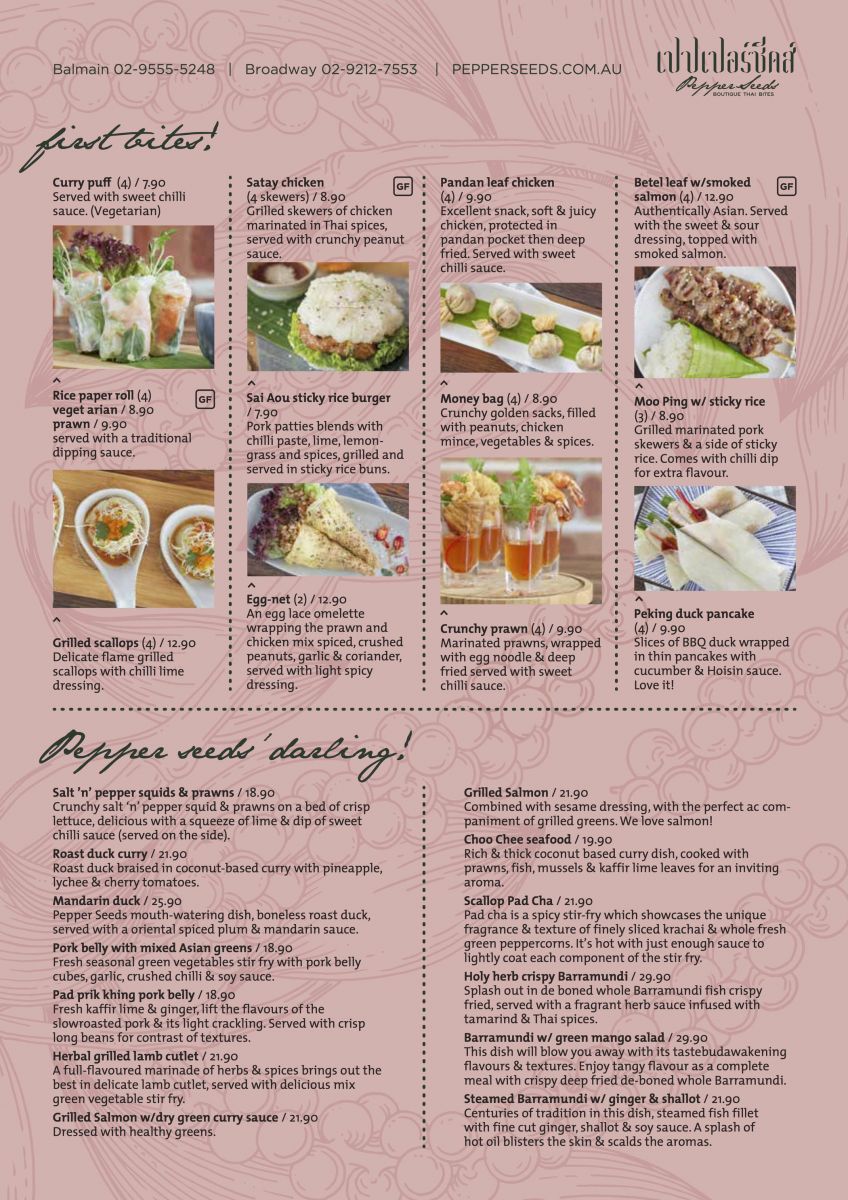 Balmain 02-9555-5248 | Broadway 02-9212-7553 | PEPPERSEEDS.COM.AU
เปปเปอร์ซีดส์
Pepper Seeds
BOUTIQUE THAI BITES
first bites!
Curry puff (4) / 7.90
Served with sweet chilli
sauce. (Vegetarian)
Rice paper roll (4)
GF
veget arian / 8.90
prawn / 9.90
served with a traditional
dipping sauce.
Grilled scallops (4) / 12.90
Delicate flame grilled
scallops with chilli lime
dressing.
Satay chicken
GF
(4 skewers) / 8.90
Grilled skewers of chicken
marinated in Thai spices,
served with crunchy peanut
sauce.
Sai Aou sticky rice burger
/ 7.90
Pork patties blends with
chilli paste, lime, lemon-
grass and spices, grilled and
served in sticky rice buns.
Egg-net (2) / 12.90
An egg lace omelette
wrapping the prawn and
chicken mix spiced, crushed
peanuts, garlic & coriander,
served with light spicy
dressing.
Pandan leaf chicken
(4) / 9.90
Excellent snack, soft & juicy
chicken, protected in
pandan pocket then deep
fried. Served with sweet
chilli sauce.
Money bag (4) / 8.90
Crunchy golden sacks, filled
with peanuts, chicken
mince, vegetables & spices.
Crunchy prawn (4) / 9.90
Marinated prawns, wrapped
with egg noodle & deep
fried served with sweet
chilli sauce.
Betel leaf w/smoked
GF
salmon (4) / 12.90
Authentically Asian. Served
with the sweet & sour
dressing, topped with
smoked salmon.
Moo Ping w/ sticky rice
(3) / 8.90
Grilled marinated pork
skewers & a side of sticky
rice. Comes with chilli dip
for extra flavour.
Peking duck pancake
(4) / 9.90
Slices of BBQ duck wrapped
in thin pancakes with
cucumber & Hoisin sauce.
Love it!
Pepper seeds' darling!
Salt 'n' pepper squids & prawns / 18.90
Crunchy salt 'n' pepper squid & prawns on a bed of crisp
lettuce, delicious with a squeeze of lime & dip of sweet
chilli sauce (served on the side).
Roast duck curry / 21.90
Roast duck braised in coconut-based curry with pineapple,
lychee & cherry tomatoes.
Mandarin duck / 25.90
Pepper Seeds mouth-watering dish, boneless roast duck,
served with a oriental spiced plum & mandarin sauce.
Pork belly with mixed Asian greens / 18.90
Fresh seasonal green vegetables stir fry with pork belly
cubes, garlic, crushed chilli & soy sauce.
Pad prik khing pork belly / 18.90
Fresh kaffir lime & ginger, lift the flavours of the
slowroasted pork & its light crackling. Served with crisp
long beans for contrast of textures.
Herbal grilled lamb cutlet / 21.90
A full-flavoured marinade of herbs & spices brings out the
best in delicate lamb cutlet, served with delicious mix
green vegetable stir fry.
Grilled Salmon w/dry green curry sauce / 21.90
Dressed with healthy greens.
Grilled Salmon / 21.90
Combined with sesame dressing, with the perfect ac com-
paniment of grilled greens. We love salmon!
Choo Chee seafood / 19.90
Rich & thick coconut based curry dish, cooked with
prawns, fish, mussels & kaffir lime leaves for an inviting
aroma.
Scallop Pad Cha / 21.90
Pad cha is a spicy stir-fry which showcases the unique
fragrance & texture of finely sliced krachai & whole fresh
green peppercorns. It's hot with just enough sauce to
lightly coat each component of the stir fry.
Holy herb crispy Barramundi / 29.90
Splash out in de boned whole Barramundi fish crispy
fried, served with a fragrant herb sauce infused with
tamarind & Thai spices.
Barramundi w/ green mango salad / 29.90
This dish will blow you away with its tastebudawakening
flavours & textures. Enjoy tangy flavour as a complete
meal with crispy deep fried de-boned whole Barramundi.
Steamed Barramundi w/ ginger & shallot / 21.90
Centuries of tradition in this dish, steamed fish fillet
with fine cut ginger, shallot & soy sauce. A splash of
hot oil blisters the skin & scalds the aromas.